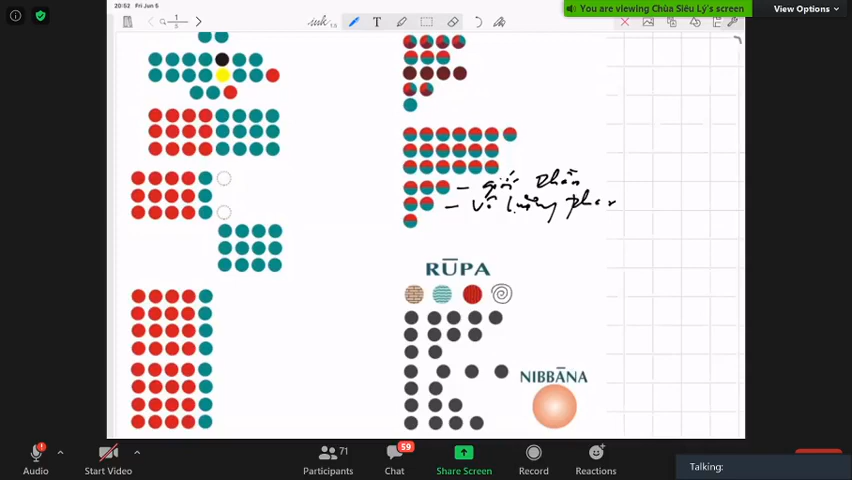 20:52 Fri Jun 5
You are viewing Chùa Siêu Lý's screen
View Options
1
T
– giới phần
– Vô lượng phần
RŪPA
NIBBĀNA
71
59
Audio
Start Video
Participants
Chat
Share Screen
Record
Reactions
Talking: